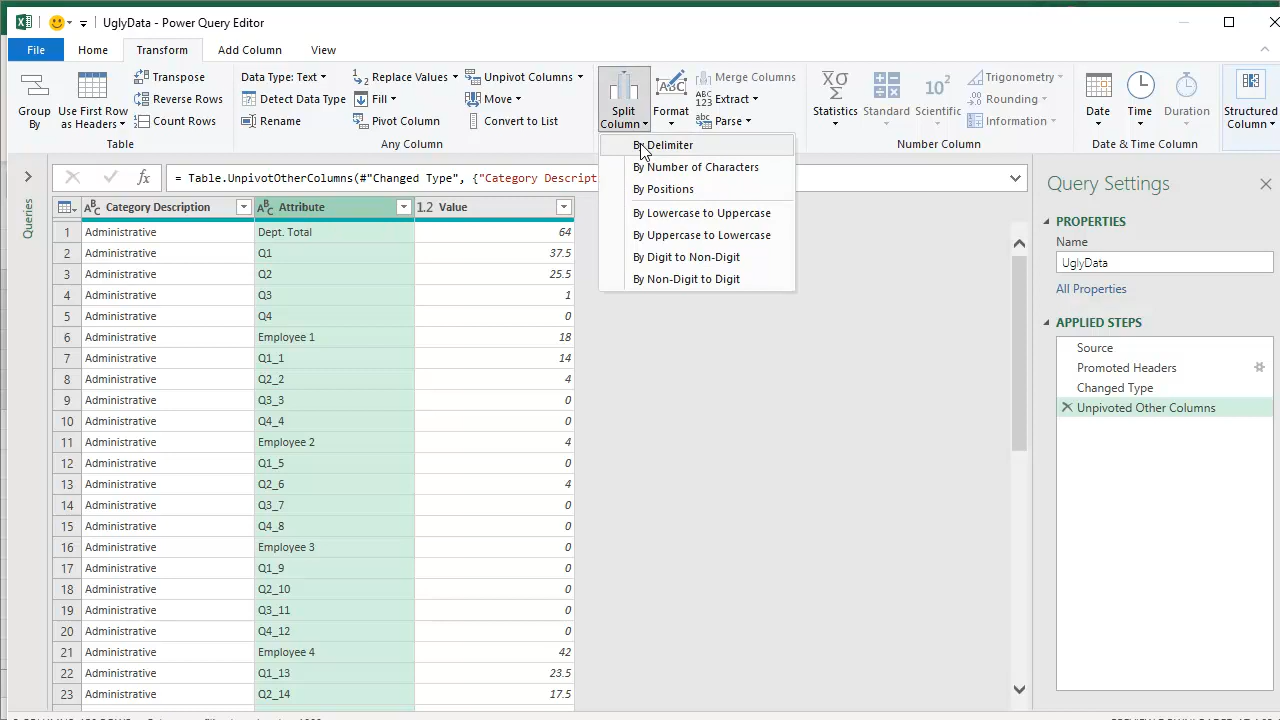 UglyData - Power Query Editor
File Home Transform Add Column View
Group By
Use First Row as Headers
Transpose
Reverse Rows
Count Rows
Table
Data Type: Text
Detect Data Type
Rename
Replace Values
Fill
Pivot Column
Unpivot Columns
Move
Convert to List
Any Column
Split Column
Format
Merge Columns
Extract
Parse
Statistics
Standard
Scientific
Trigonometry
Rounding
Information
Number Column
Date
Time
Duration
Date & Time Column
Structured Column
By Delimiter
By Number of Characters
By Positions
By Lowercase to Uppercase
By Uppercase to Lowercase
By Digit to Non-Digit
By Non-Digit to Digit
= Table.UnpivotOtherColumns(#"Changed Type", {"Category Descript
Queries
Category Description Attribute 1.2 Value
1 Administrative Dept. Total 64
2 Administrative Q1 37.5
3 Administrative Q2 25.5
4 Administrative Q3 1
5 Administrative Q4 0
6 Administrative Employee 1 18
7 Administrative Q1_1 14
8 Administrative Q2_2 4
9 Administrative Q3_3 0
10 Administrative Q4_4 0
11 Administrative Employee 2 4
12 Administrative Q1_5 0
13 Administrative Q2_6 4
14 Administrative Q3_7 0
15 Administrative Q4_8 0
16 Administrative Employee 3 0
17 Administrative Q1_9 0
18 Administrative Q2_10 0
19 Administrative Q3_11 0
20 Administrative Q4_12 0
21 Administrative Employee 4 42
22 Administrative Q1_13 23.5
23 Administrative Q2_14 17.5
Query Settings
PROPERTIES
Name
UglyData
All Properties
APPLIED STEPS
Source
Promoted Headers
Changed Type
Unpivoted Other Columns